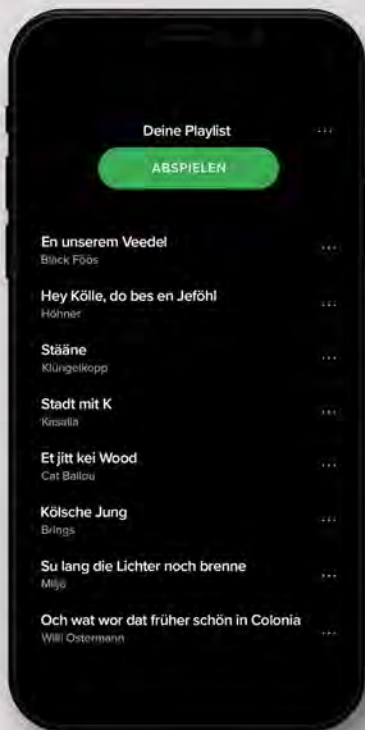 Deine Playlist
ABSPIELEN
En unserem Veedel
Bläck Föös
Hey Kölle, do bes en Jeföhl
Höhner
Stääne
Klüngelkopp
Stadt mit K
Kasalla
Et jitt kei Wood
Cat Ballou
Kölsche Jung
Brings
Su lang die Lichter noch brenne
Miljö
Och wat wor dat früher schön in Colonia
Willi Ostermann